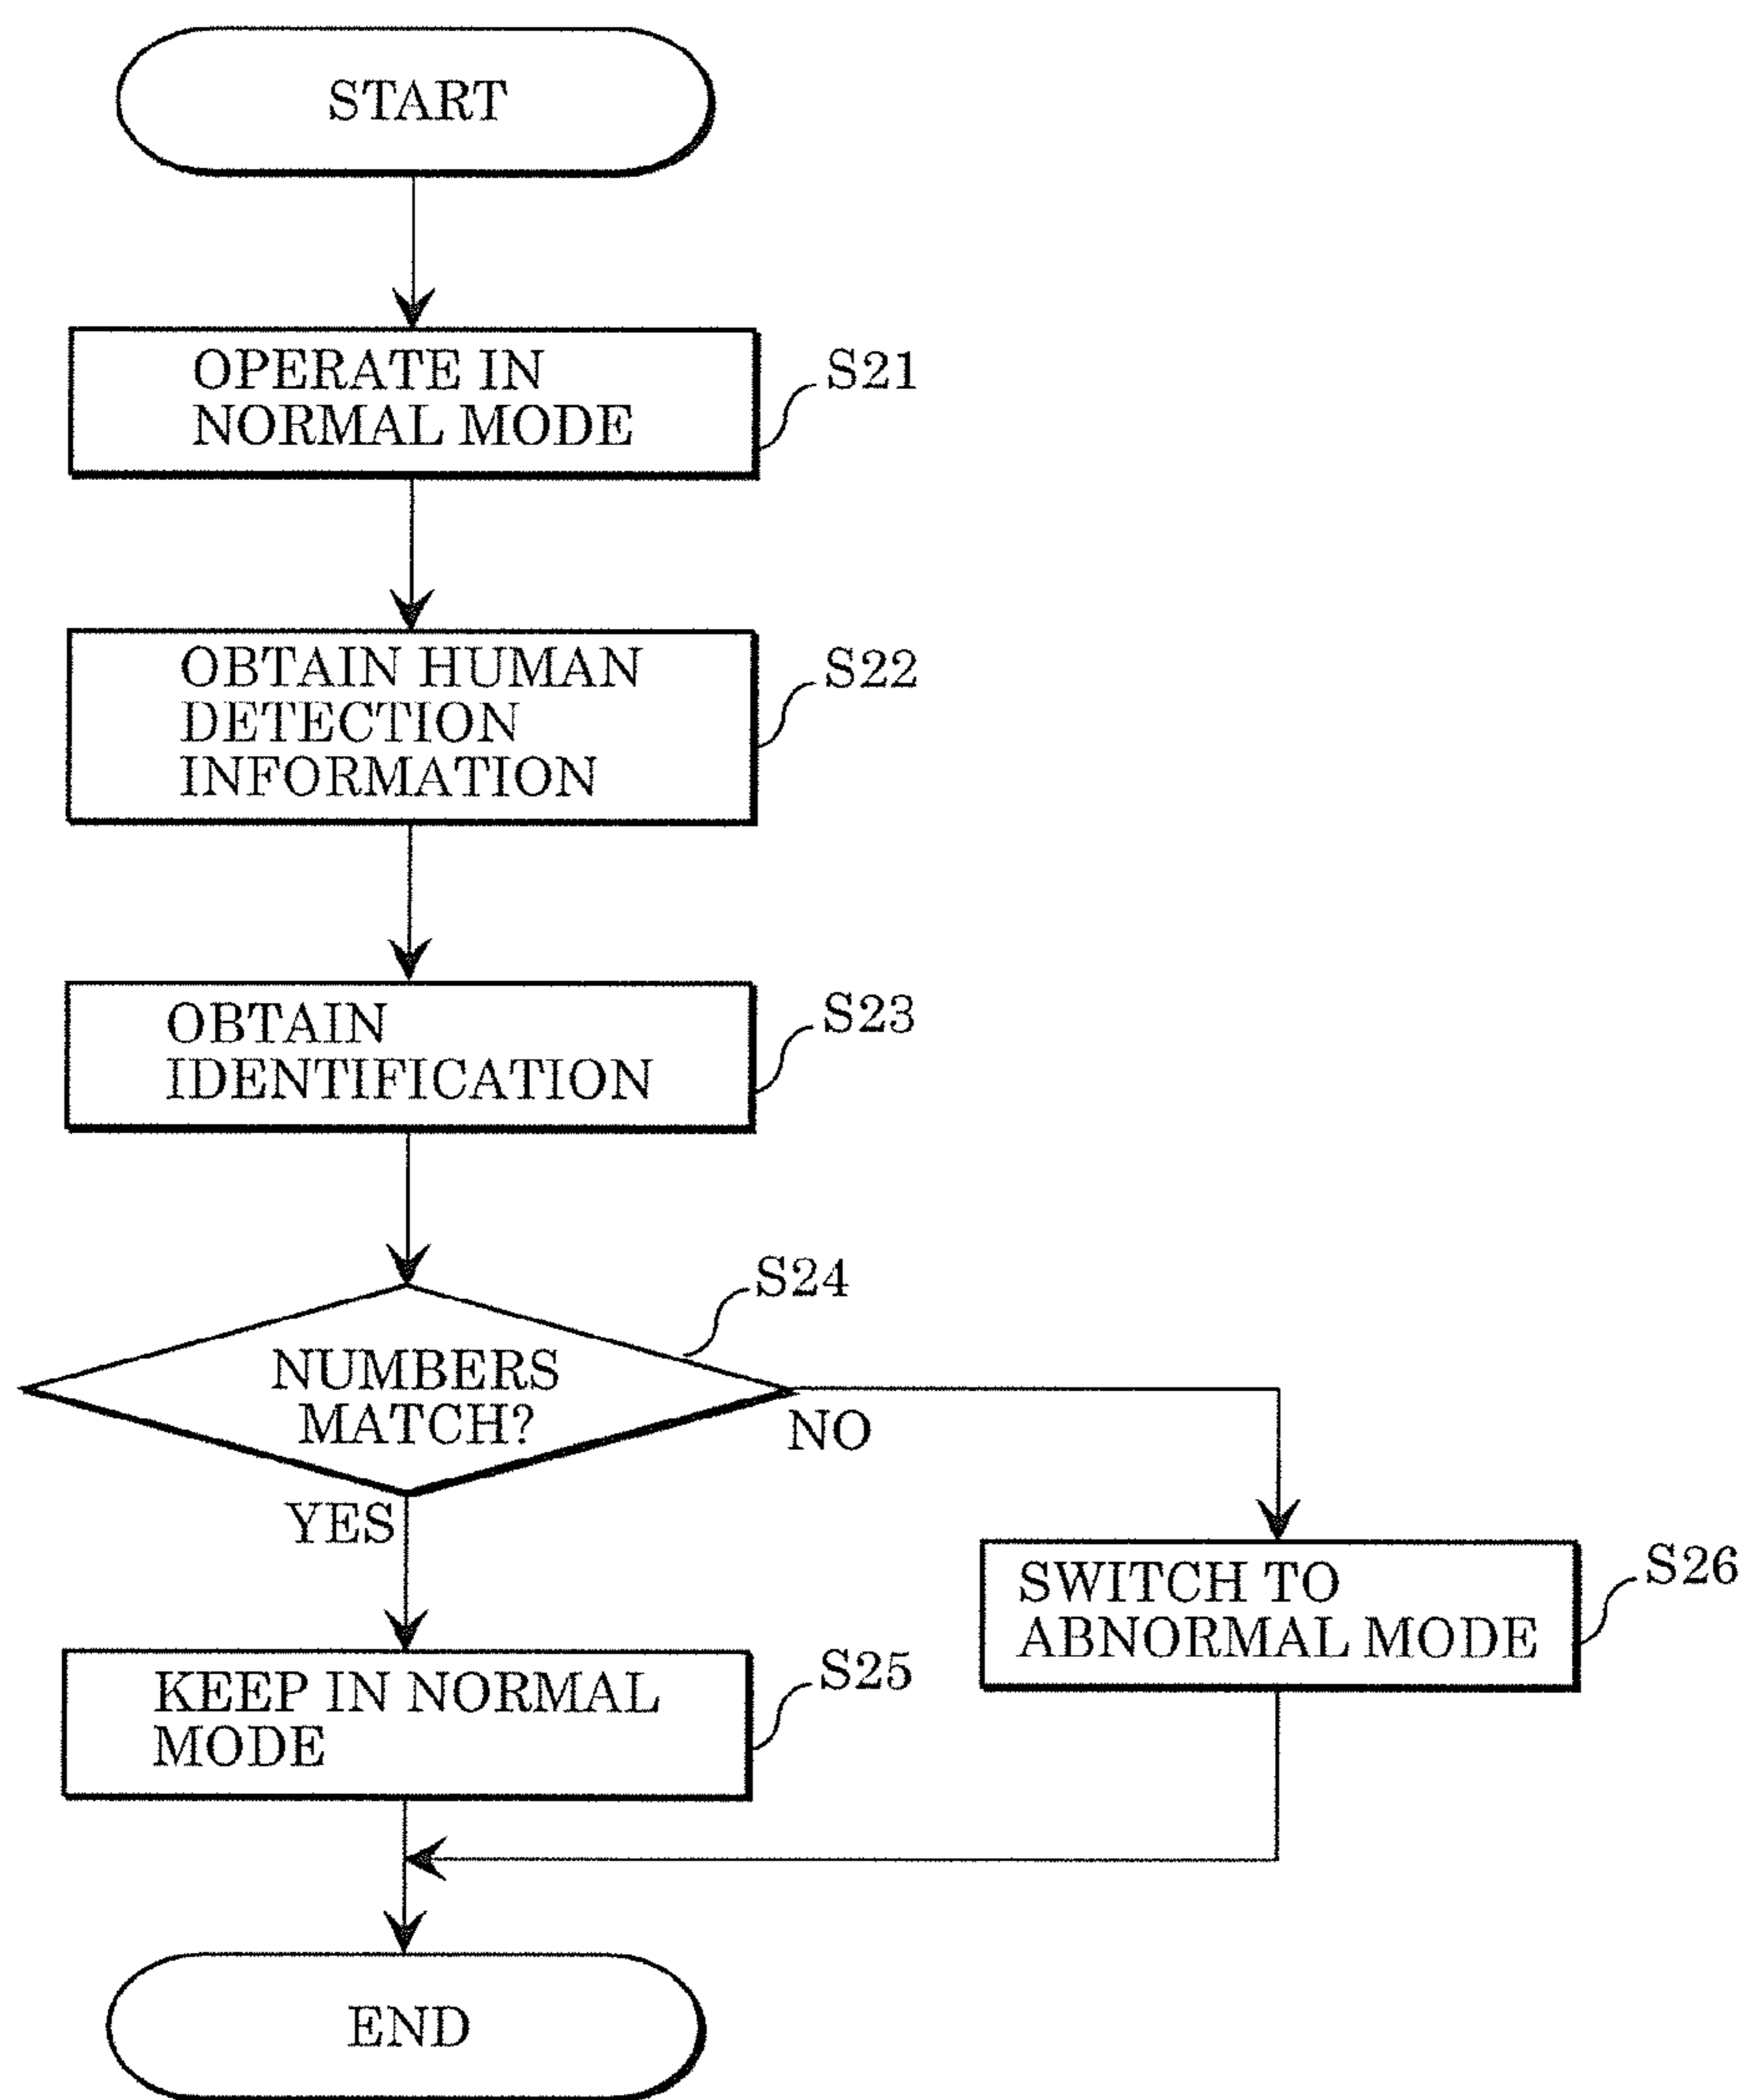 START
OPERATE IN
NORMAL MODE
S21
OBTAIN HUMAN
DETECTION
INFORMATION
S22
OBTAIN
IDENTIFICATION
S23
S24
NUMBERS
MATCH?
NO
YES
SWITCH TO
ABNORMAL MODE
S26
KEEP IN NORMAL
MODE
S25
END